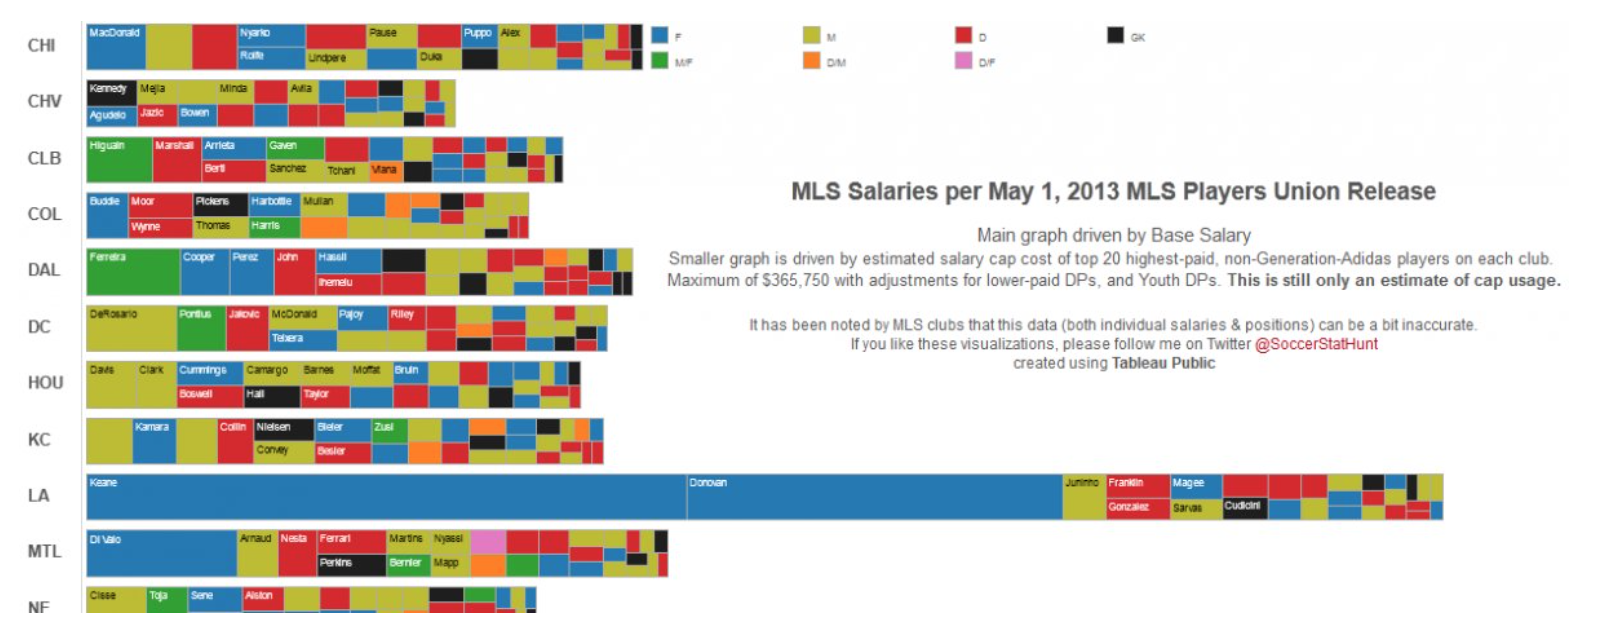 CHI
MacDonald Nyarko Pause Puppo Alex
Rolfe Lindpere Duka
F M D GK
M/F D/M D/F
CHV
Kennedy Mejia Minda Avila
Agudelo Jazic Bowen
CLB
Higuain Marshall Arrieta Gaven
Bertl Sanchez Tchani Viana
MLS Salaries per May 1, 2013 MLS Players Union Release
COL
Buddle Moor Pickens Harbottle Mullan
Wynne Thomas Harris
Main graph driven by Base Salary
Smaller graph is driven by estimated salary cap cost of top 20 highest-paid, non-Generation-Adidas players on each club.
Maximum of $365,750 with adjustments for lower-paid DPs, and Youth DPs. This is still only an estimate of cap usage.
DAL
Ferreira Cooper Perez John Hassli
Ihemelu
DC
DeRosario Pontius Jakovic McDonald Pajoy Riley
Teixera
It has been noted by MLS clubs that this data (both individual salaries & positions) can be a bit inaccurate.
If you like these visualizations, please follow me on Twitter @SoccerStatHunt
created using Tableau Public
HOU
Davis Clark Cummings Camargo Barnes Moffat Bruin
Boswell Hall Taylor
KC
Kamara Collin Nielsen Bieler Zusi
Convey Besler
LA
Keane Donovan Juninho Franklin Magee
Gonzalez Sarvas Cudicini
MTL
Di Vaio Arnaud Nesta Ferrari Martins Nyassi
Perkins Bernier Mapp
NE
Cisse Toja Sene Alston